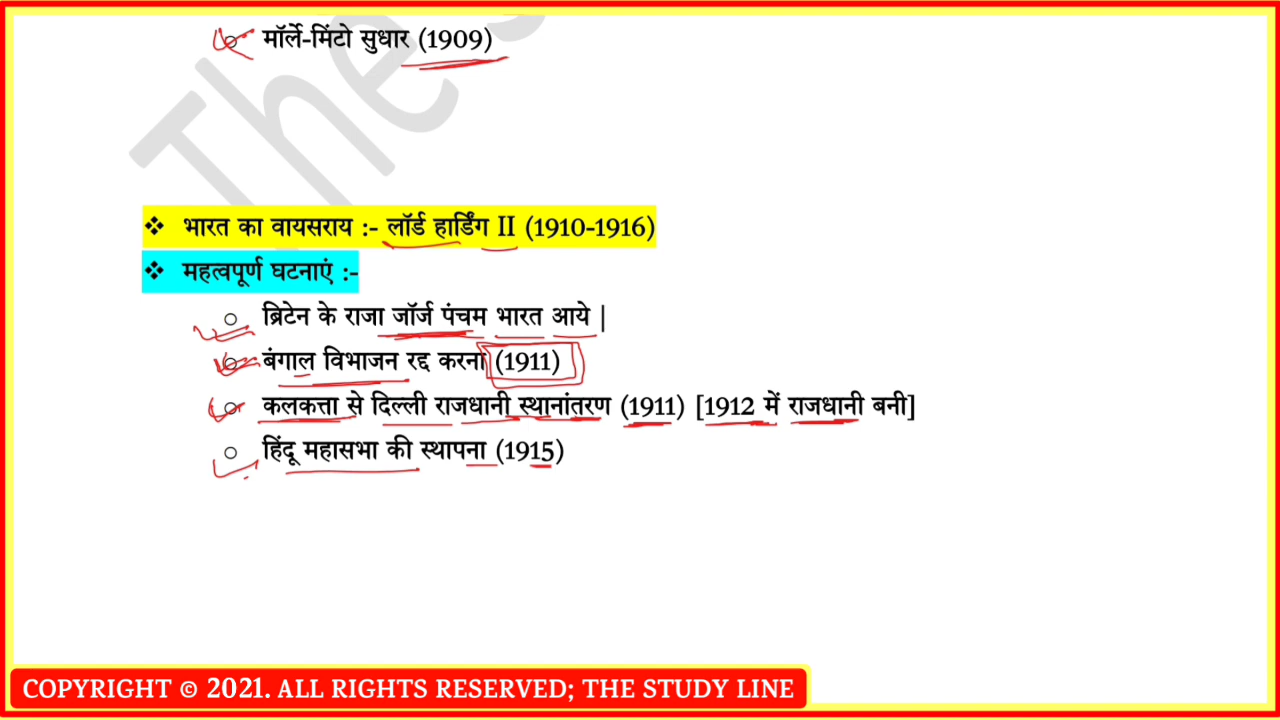 मॉर्ले-मिंटो सुधार (1909)
❖ भारत का वायसराय :- लॉर्ड हार्डिंग II (1910-1916)
❖ महत्वपूर्ण घटनाएं :-
○ ब्रिटेन के राजा जॉर्ज पंचम भारत आये |
○ बंगाल विभाजन रद्द करना (1911)
○ कलकत्ता से दिल्ली राजधानी स्थानांतरण (1911) [1912 में राजधानी बनी]
○ हिंदू महासभा की स्थापना (1915)
The
COPYRIGHT © 2021. ALL RIGHTS RESERVED; THE STUDY LINE